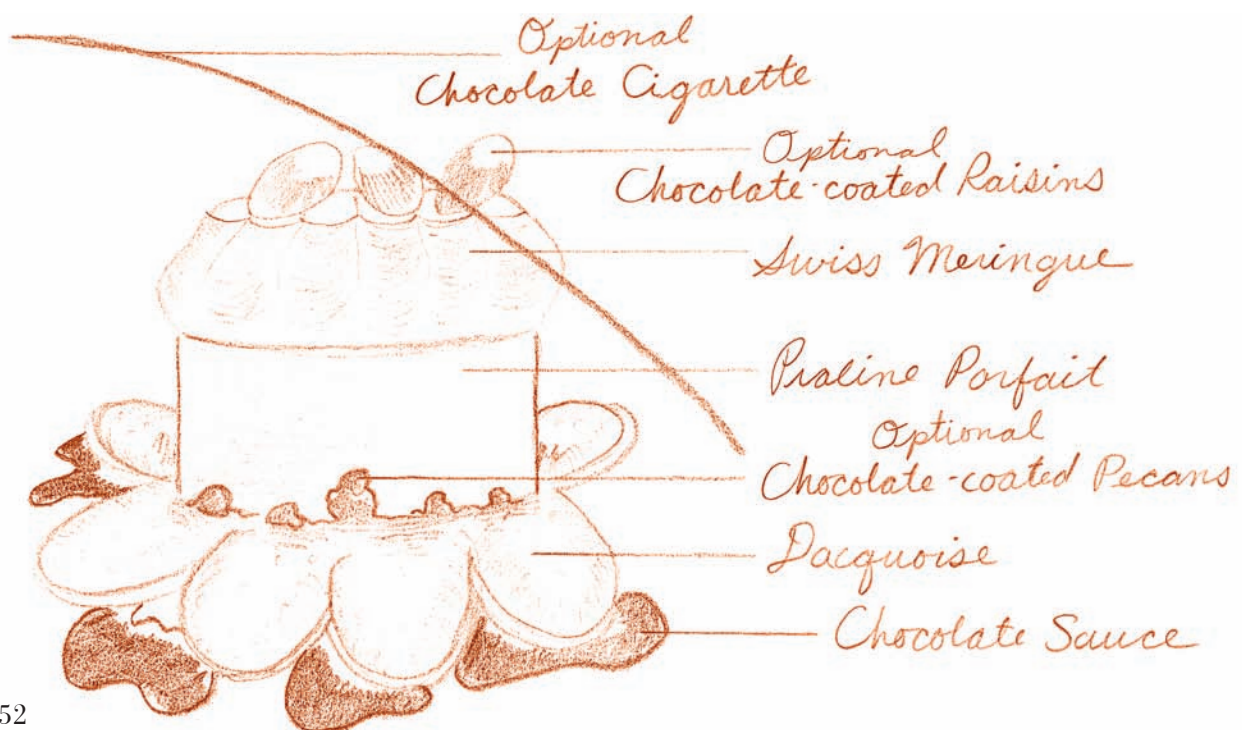 Optional
Chocolate Cigarette
Optional
Chocolate-coated Raisins
Swiss Meringue
Praline Parfait
Optional
Chocolate-coated Pecans
Dacquoise
Chocolate Sauce
52